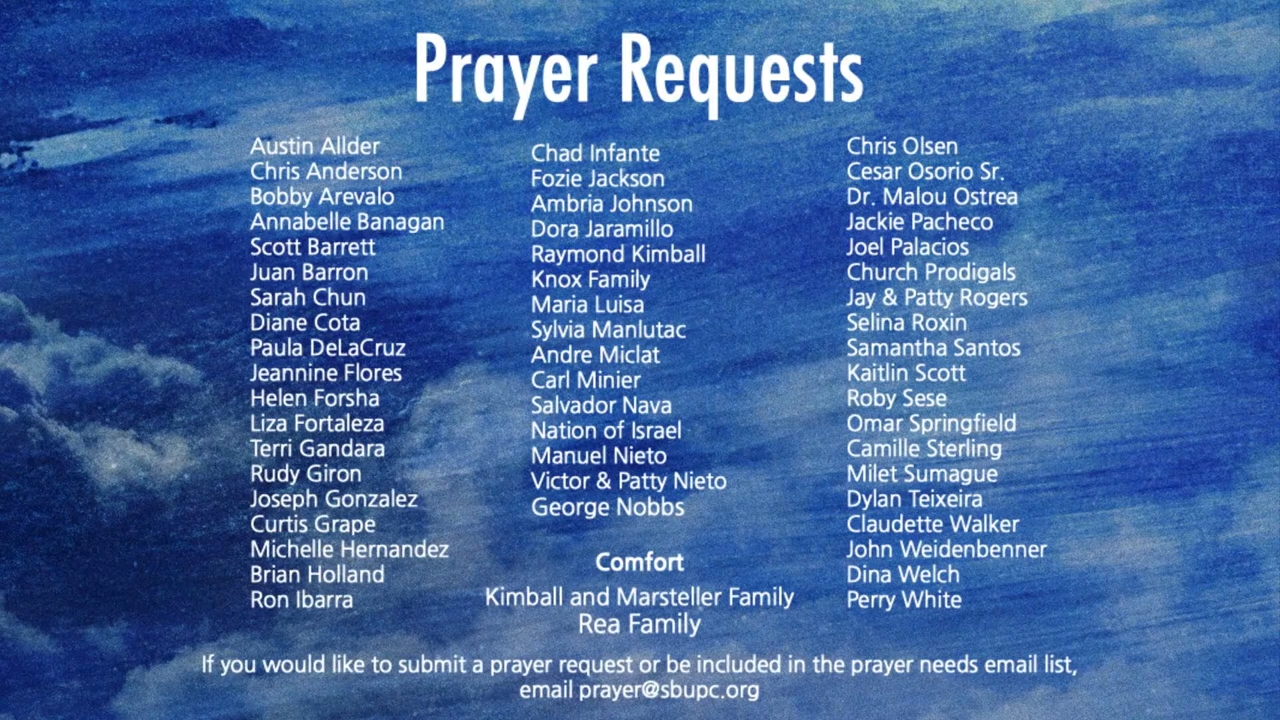 Prayer Requests
Austin Allder
Chris Anderson
Bobby Arevalo
Annabelle Banagan
Scott Barrett
Juan Barron
Sarah Chun
Diane Cota
Paula DeLaCruz
Jeannine Flores
Helen Forsha
Liza Fortaleza
Terri Gandara
Rudy Giron
Joseph Gonzalez
Curtis Grape
Michelle Hernandez
Brian Holland
Ron Ibarra
Chad Infante
Fozie Jackson
Ambria Johnson
Dora Jaramillo
Raymond Kimball
Knox Family
Maria Luisa
Sylvia Manlutac
Andre Miclat
Carl Minier
Salvador Nava
Nation of Israel
Manuel Nieto
Victor & Patty Nieto
George Nobbs
Comfort
Kimball and Marsteller Family
Rea Family
Chris Olsen
Cesar Osorio Sr.
Dr. Malou Ostrea
Jackie Pacheco
Joel Palacios
Church Prodigals
Jay & Patty Rogers
Selina Roxin
Samantha Santos
Kaitlin Scott
Roby Sese
Omar Springfield
Camille Sterling
Milet Sumague
Dylan Teixeira
Claudette Walker
John Weidenbenner
Dina Welch
Perry White
If you would like to submit a prayer request or be included in the prayer needs email list,
email prayer@sbupc.org